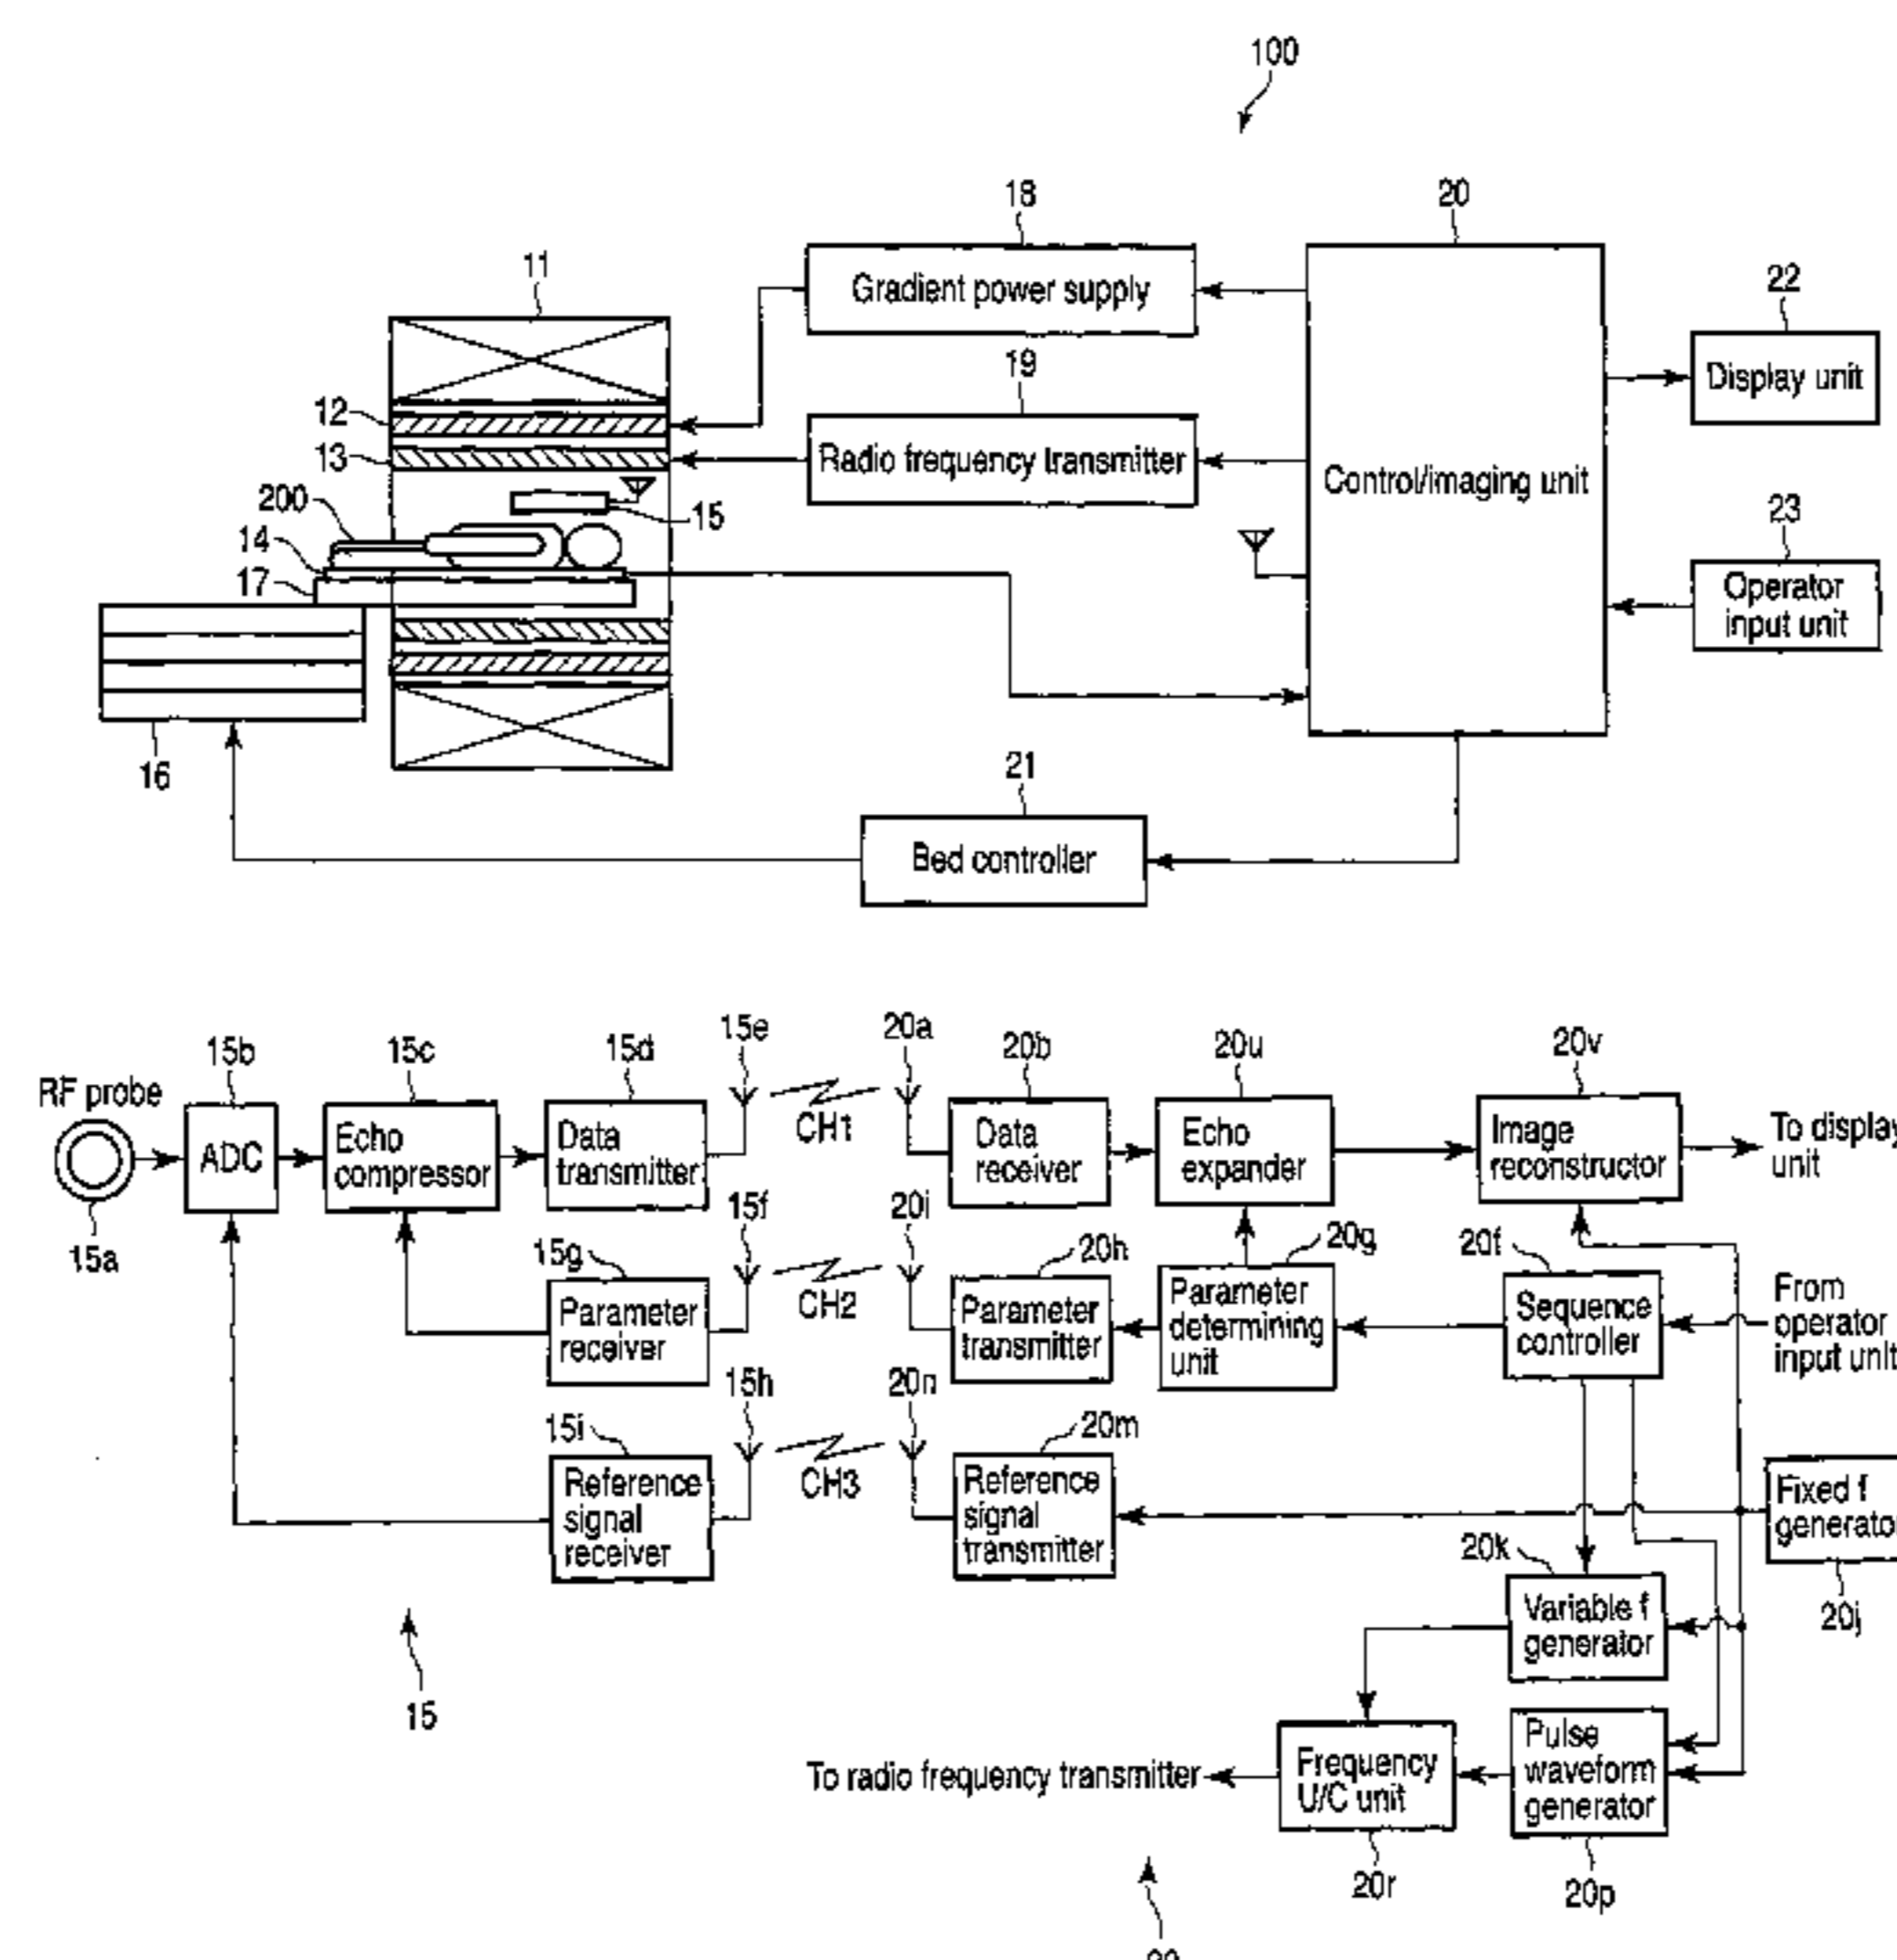 100
18
20
11
Gradient power supply
22
19
Display unit
12
13
Radio frequency transmitter
Control/imaging unit
200
15
23
14
17
Operator
input unit
16
21
Bed controller
15b
15c
15d
15e
20a
20b
20u
20v
RF probe
ADC
Echo
compressor
Data
transmitter
CH1
Data
receiver
Echo
expander
Image
reconstructor
To display
unit
15a
15f
20i
15g
20h
20g
20f
Parameter
receiver
CH2
Parameter
transmitter
Parameter
determining
unit
Sequence
controller
From
operator
input unit
15h
20n
15i
20m
Reference
signal
receiver
CH3
Reference
signal
transmitter
Fixed f
generator
20k
Variable f
generator
20j
15
Pulse
waveform
generator
Frequency
U/C unit
To radio frequency transmitter
20r
20p